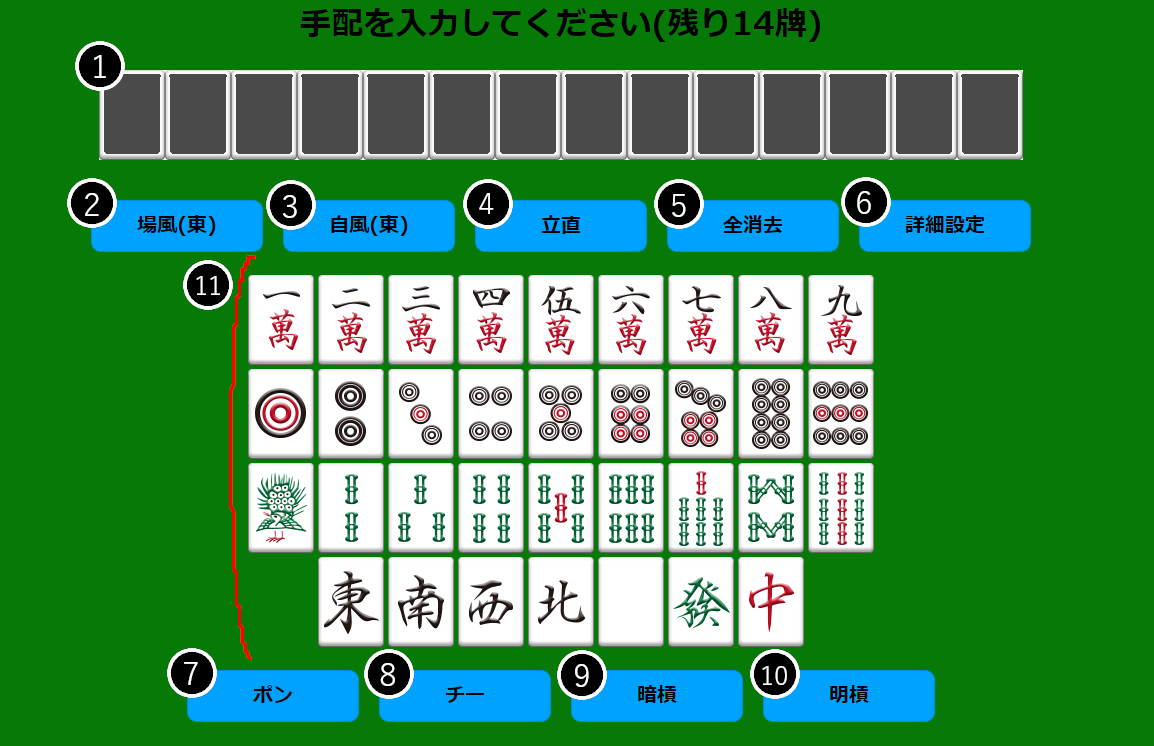 手配を入力してください(残り14牌)
1
2 場風(東) 3 自風(東) 4 立直 5 全消去 6 詳細設定
11
一萬 二萬 三萬 四萬 伍萬 六萬 七萬 八萬 九萬
東 南 西 北 發 中
7 ポン 8 チー 9 暗槓 10 明槓